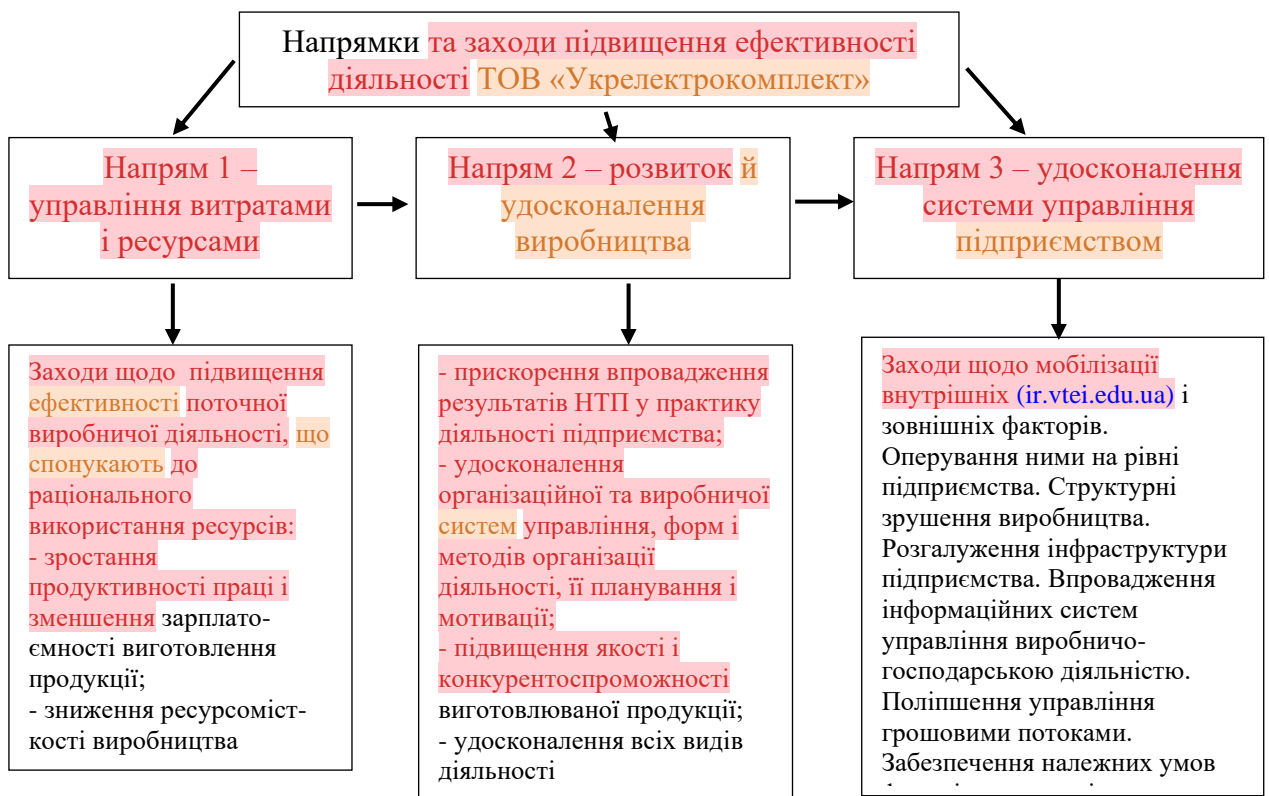 Напрямки та заходи підвищення ефективності
діяльності ТОВ «Укрелектрокомплект»
Напрям 1 –
управління витратами
і ресурсами
Напрям 2 – розвиток й
удосконалення
виробництва
Напрям 3 – удосконалення
системи управління
підприємством
Заходи щодо підвищення
ефективності поточної
виробничої діяльності, що
спонукають до
раціонального
використання ресурсів:
- зростання
продуктивності праці і
зменшення зарплато-
ємності виготовлення
продукції;
- зниження ресурсоміст-
кості виробництва
- прискорення впровадження
результатів НТП у практику
діяльності підприємства;
- удосконалення
організаційної та виробничої
систем управління, форм і
методів організації
діяльності, її планування і
мотивації;
- підвищення якості і
конкурентоспроможності
виготовлюваної продукції;
- удосконалення всіх видів
діяльності
Заходи щодо мобілізації
внутрішніх (ir.vtei.edu.ua) і
зовнішніх факторів.
Оперування ними на рівні
підприємства. Структурні
зрушення виробництва.
Розгалуження інфраструктури
підприємства. Впровадження
інформаційних систем
управління виробничо-
господарською діяльністю.
Поліпшення управління
грошовими потоками.
Забезпечення належних умов